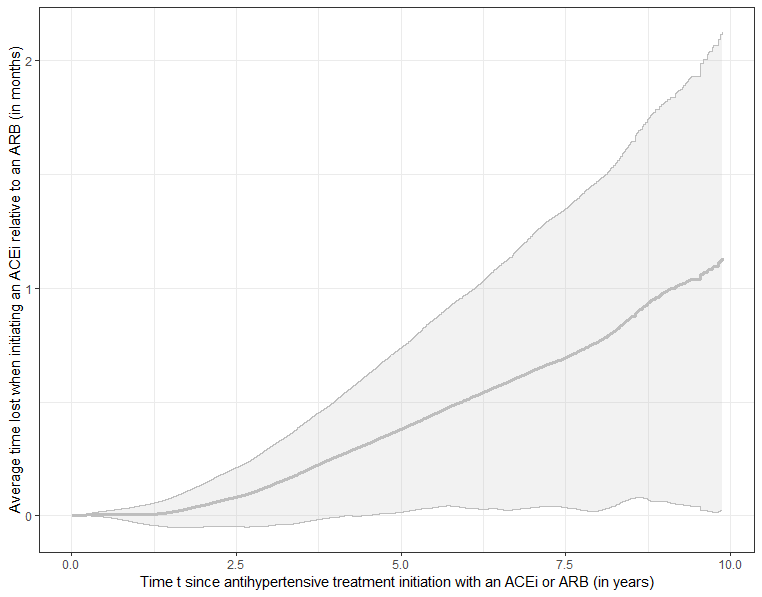 Average time lost when initiating an ACEi relative to an ARB (in months)
2
1
0
0.0 2.5 5.0 7.5 10.0
Time t since antihypertensive treatment initiation with an ACEi or ARB (in years)